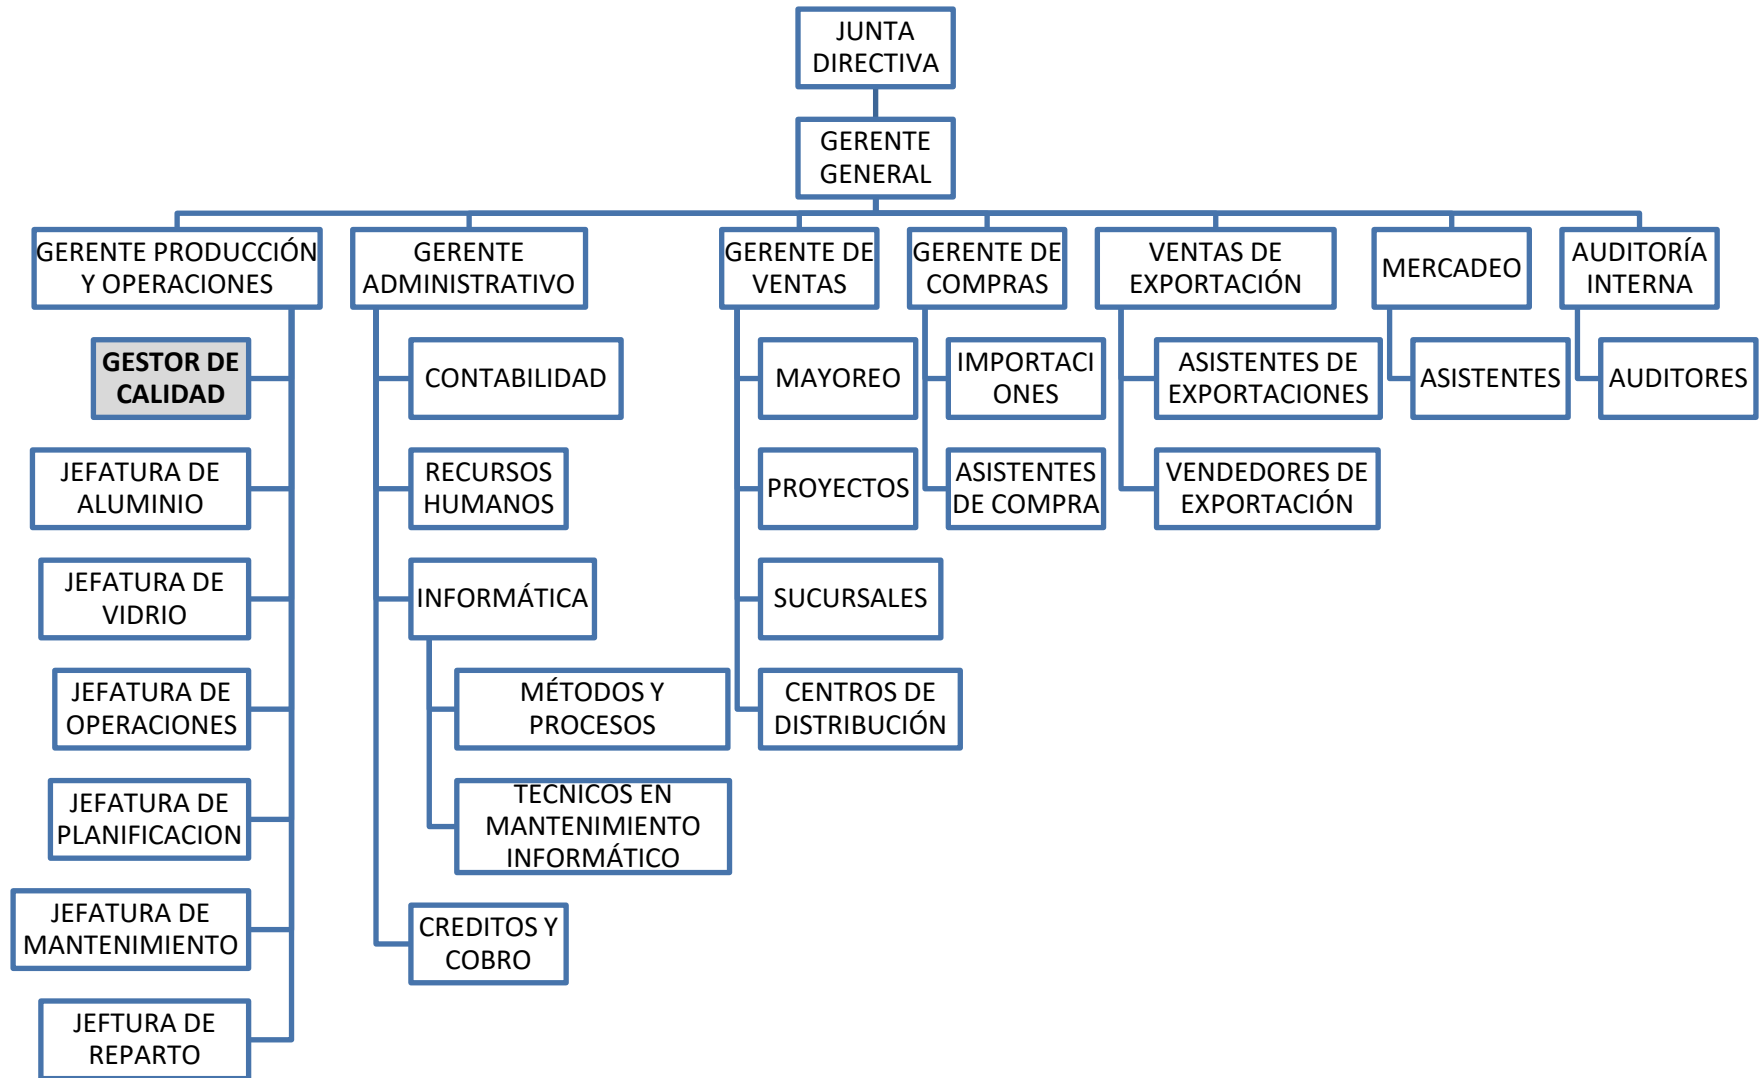 JUNTA
DIRECTIVA
GERENTE
GENERAL
GERENTE PRODUCCIÓN
Y OPERACIONES
GERENTE
ADMINISTRATIVO
GERENTE DE
VENTAS
GERENTE DE
COMPRAS
VENTAS DE
EXPORTACIÓN
MERCADEO
AUDITORÍA
INTERNA
GESTOR DE
CALIDAD
JEFATURA DE
ALUMINIO
JEFATURA DE
VIDRIO
JEFATURA DE
OPERACIONES
JEFATURA DE
PLANIFICACION
JEFATURA DE
MANTENIMIENTO
JEFTURA DE
REPARTO
CONTABILIDAD
RECURSOS
HUMANOS
INFORMÁTICA
MÉTODOS Y
PROCESOS
TECNICOS EN
MANTENIMIENTO
INFORMÁTICO
CREDITOS Y
COBRO
MAYOREO
PROYECTOS
SUCURSALES
CENTROS DE
DISTRIBUCIÓN
IMPORTACI
ONES
ASISTENTES
DE COMPRA
ASISTENTES DE
EXPORTACIONES
VENDEDORES DE
EXPORTACIÓN
ASISTENTES
AUDITORES